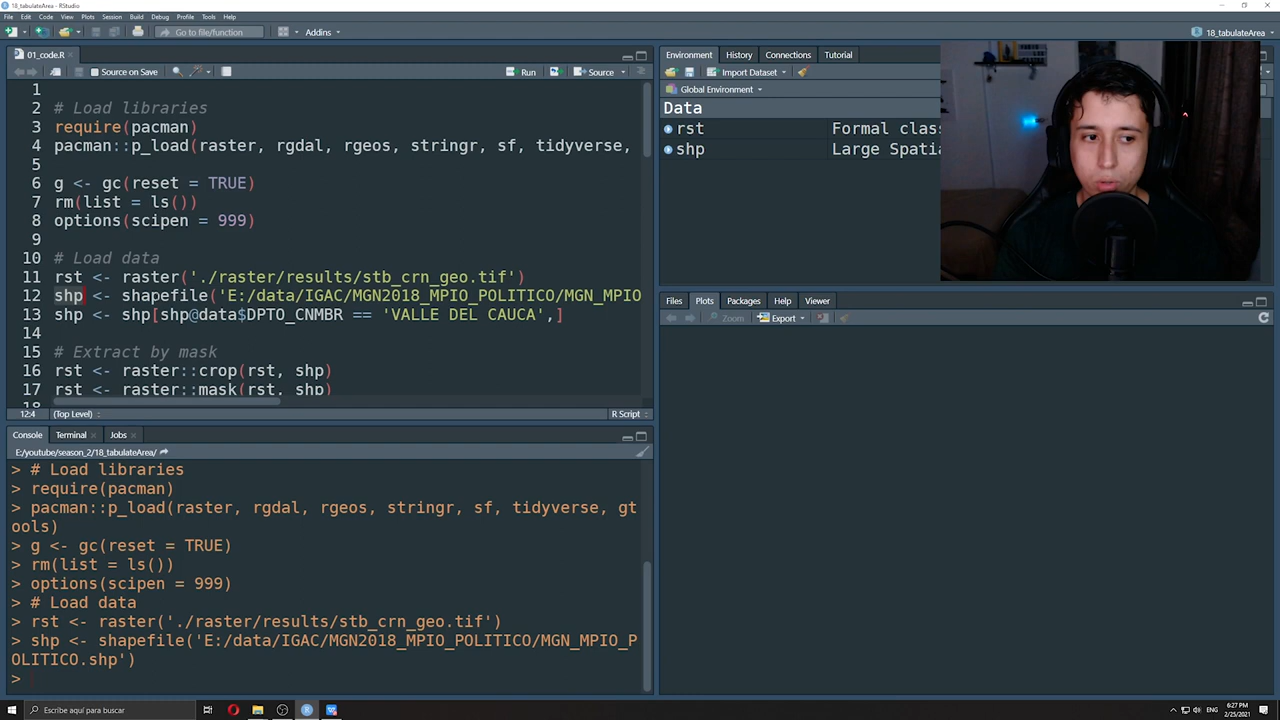 18_tabulateArea - RStudio
File Edit Code View Plots Session Build Debug Profile Tools Help
Go to file/function Addins 18_tabulateArea
01_code.R
Source on Save Run Source
1
2 # Load libraries
3 require(pacman)
4 pacman::p_load(raster, rgdal, rgeos, stringr, sf, tidyverse,
5
6 g <- gc(reset = TRUE)
7 rm(list = ls())
8 options(scipen = 999)
9
10 # Load data
11 rst <- raster('./raster/results/stb_crn_geo.tif')
12 shp <- shapefile('E:/data/IGAC/MGN2018_MPIO_POLITICO/MGN_MPIO
13 shp <- shp[shp@data$DPTO_CNMBR == 'VALLE DEL CAUCA',]
14
15 # Extract by mask
16 rst <- raster::crop(rst, shp)
17 rst <- raster::mask(rst, shp)
18
12:4 (Top Level) R Script
Console Terminal Jobs
E:/youtube/season_2/18_tabulateArea/
> # Load libraries
> require(pacman)
> pacman::p_load(raster, rgdal, rgeos, stringr, sf, tidyverse, gt
ools)
> g <- gc(reset = TRUE)
> rm(list = ls())
> options(scipen = 999)
> # Load data
> rst <- raster('./raster/results/stb_crn_geo.tif')
> shp <- shapefile('E:/data/IGAC/MGN2018_MPIO_POLITICO/MGN_MPIO_P
OLITICO.shp')
>
Environment History Connections Tutorial
Import Dataset
Global Environment
Data
rst Formal clas
shp Large Spati
Files Plots Packages Help Viewer
Zoom Export
Escribe aquí para buscar
ENG
6:27 PM
2/25/2021